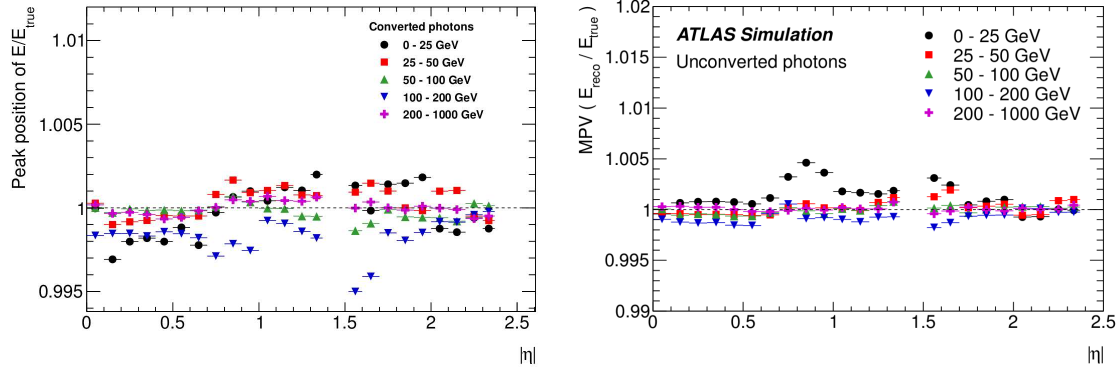 Peak position of E/E_true
1.01
1.005
1
0.995
0
0.5
1
1.5
2
2.5
|η|
Converted photons
0 - 25 GeV
25 - 50 GeV
50 - 100 GeV
100 - 200 GeV
200 - 1000 GeV
MPV ( E_reco / E_true )
1.02
1.015
1.01
1.005
1
0.995
0.99
0
0.5
1
1.5
2
2.5
|η|
ATLAS Simulation
Unconverted photons
0 - 25 GeV
25 - 50 GeV
50 - 100 GeV
100 - 200 GeV
200 - 1000 GeV